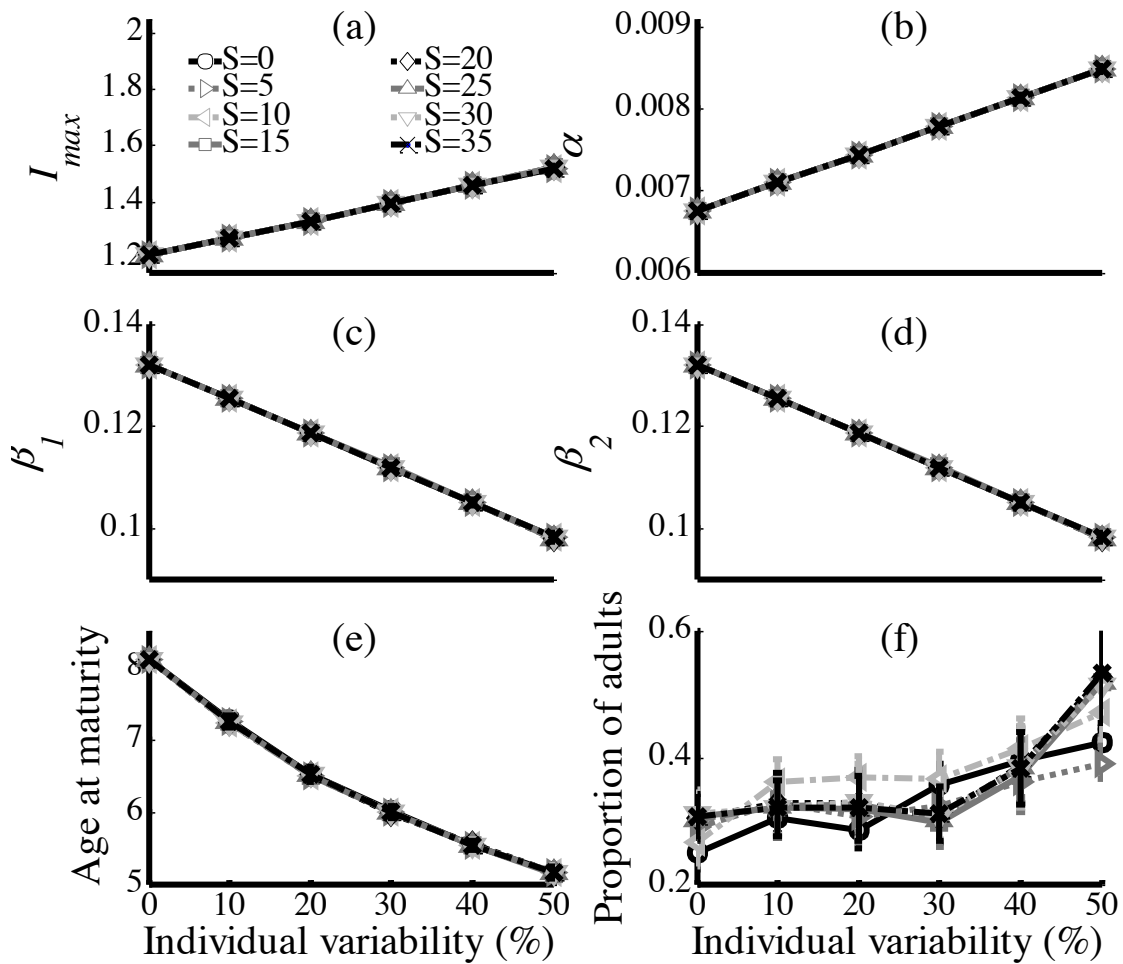 (a)
2
1.8
1.6
1.4
1.2
I max
S=0
S=5
S=10
S=15
S=20
S=25
S=30
S=35
(b)
0.009
0.008
0.007
0.006
α
(c)
0.14
0.12
0.1
β 1
(d)
0.14
0.12
0.1
β 2
(e)
8
7
6
5
Age at maturity
0 10 20 30 40 50
Individual variability (%)
(f)
0.6
0.4
0.2
Proportion of adults
0 10 20 30 40 50
Individual variability (%)